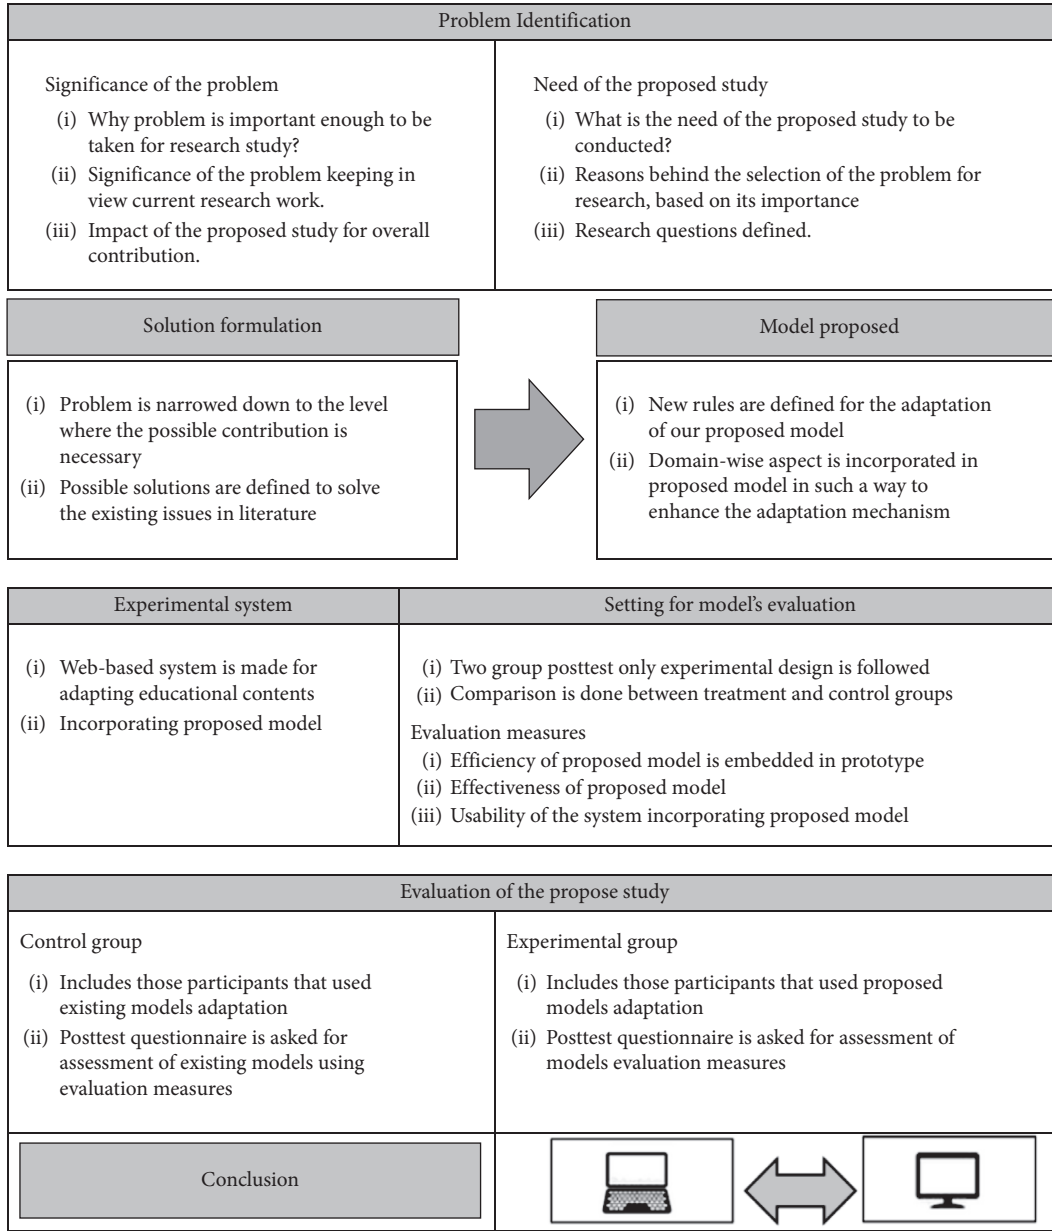 Problem Identification
Significance of the problem
(i) Why problem is important enough to be
taken for research study?
(ii) Significance of the problem keeping in
view current research work.
(iii) Impact of the proposed study for overall
contribution.
Need of the proposed study
(i) What is the need of the proposed study to be
conducted?
(ii) Reasons behind the selection of the problem for
research, based on its importance
(iii) Research questions defined.
Solution formulation
(i) Problem is narrowed down to the level
where the possible contribution is
necessary
(ii) Possible solutions are defined to solve
the existing issues in literature
Model proposed
(i) New rules are defined for the adaptation
of our proposed model
(ii) Domain-wise aspect is incorporated in
proposed model in such a way to
enhance the adaptation mechanism
Experimental system
(i) Web-based system is made for
adapting educational contents
(ii) Incorporating proposed model
Setting for model's evaluation
(i) Two group posttest only experimental design is followed
(ii) Comparison is done between treatment and control groups
Evaluation measures
(i) Efficiency of proposed model is embedded in prototype
(ii) Effectiveness of proposed model
(iii) Usability of the system incorporating proposed model
Evaluation of the propose study
Control group
(i) Includes those participants that used
existing models adaptation
(ii) Posttest questionnaire is asked for
assessment of existing models using
evaluation measures
Experimental group
(i) Includes those participants that used proposed
models adaptation
(ii) Posttest questionnaire is asked for assessment of
models evaluation measures
Conclusion